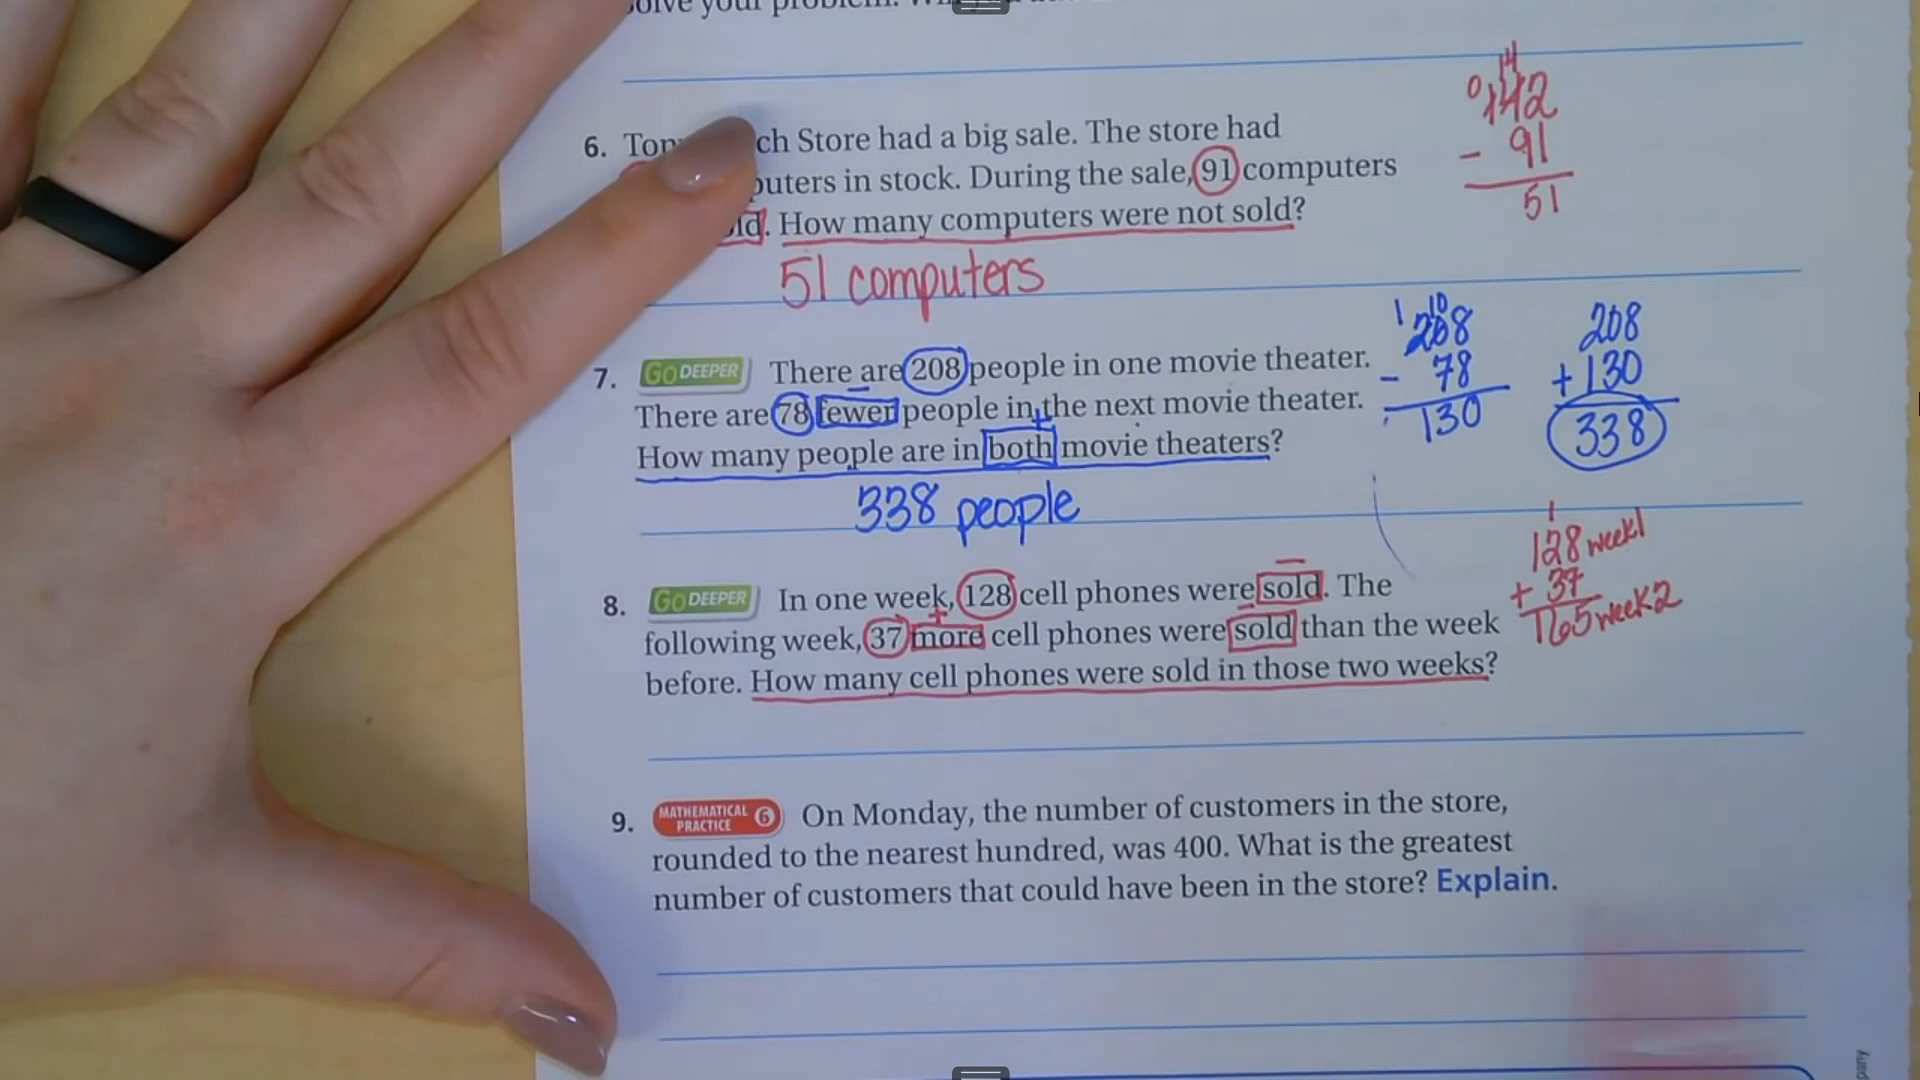 solve your problem.
6. Ton ch Store had a big sale. The store had
puters in stock. During the sale, 91 computers
ld. How many computers were not sold?
51 computers
0 14
142
- 91
51
7. GO DEEPER There are 208 people in one movie theater.
There are 78 fewer people in the next movie theater.
How many people are in both movie theaters?
338 people
1 10
208
- 78
130
208
+ 130
338
8. GO DEEPER In one week, 128 cell phones were sold. The
following week, 37 more cell phones were sold than the week
before. How many cell phones were sold in those two weeks?
1
128 week 1
+ 37
165 week 2
9. MATHEMATICAL PRACTICE 6 On Monday, the number of customers in the store,
rounded to the nearest hundred, was 400. What is the greatest
number of customers that could have been in the store? Explain.